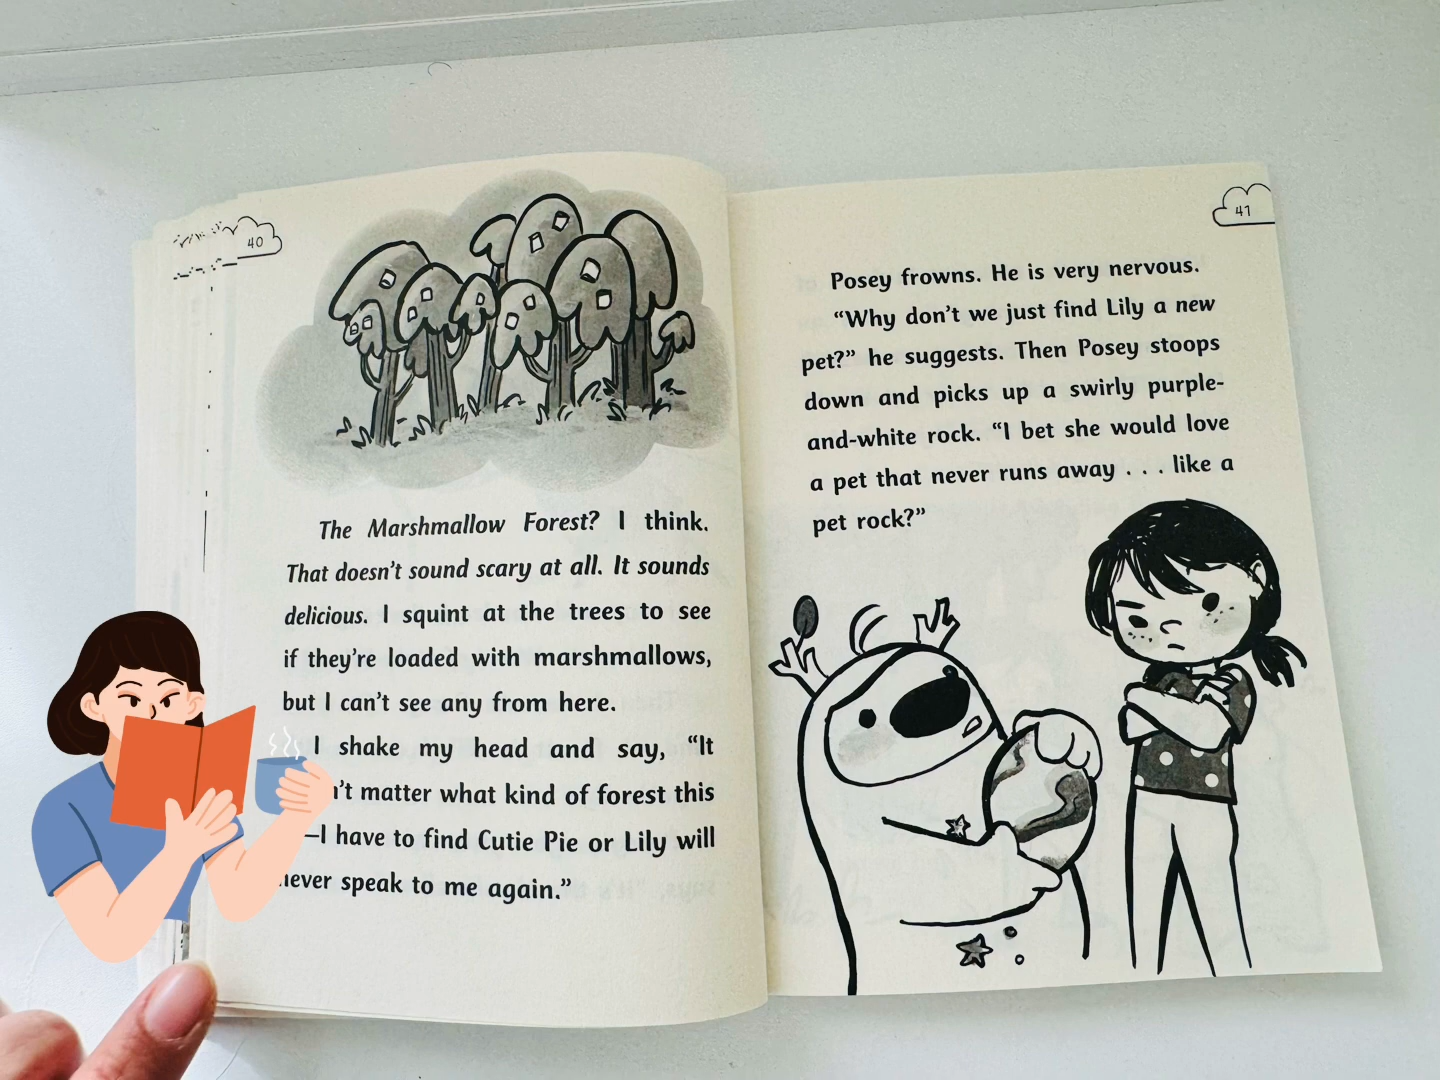 40
The Marshmallow Forest? I think.
That doesn't sound scary at all. It sounds
delicious. I squint at the trees to see
if they're loaded with marshmallows,
but I can't see any from here.
I shake my head and say, “It
matter what kind of forest this
—I have to find Cutie Pie or Lily will
never speak to me again.”
41
Posey frowns. He is very nervous.
“Why don't we just find Lily a new
pet?” he suggests. Then Posey stoops
down and picks up a swirly purple-
and-white rock. “I bet she would love
a pet that never runs away . . . like a
pet rock?”